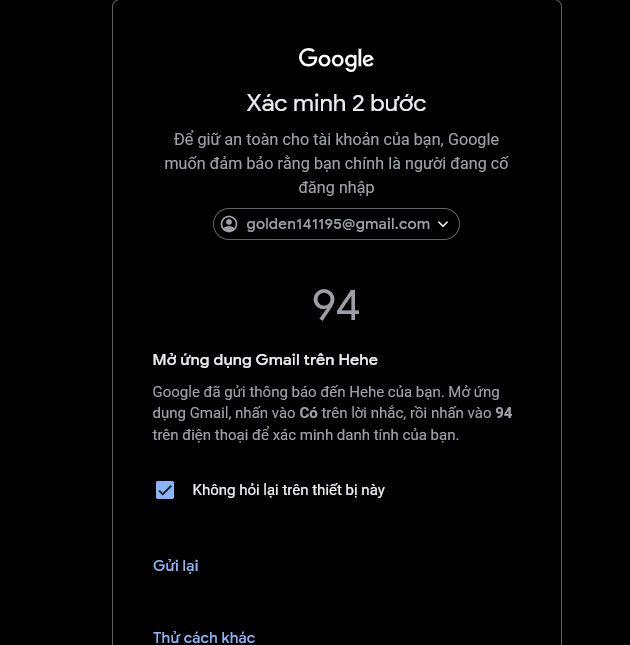 Google
Xác minh 2 bước
Để giữ an toàn cho tài khoản của bạn, Google
muốn đảm bảo rằng bạn chính là người đang cố
đăng nhập
golden141195@gmail.com
94
Mở ứng dụng Gmail trên Hehe
Google đã gửi thông báo đến Hehe của bạn. Mở ứng
dụng Gmail, nhấn vào Có trên lời nhắc, rồi nhấn vào 94
trên điện thoại để xác minh danh tính của bạn.
Không hỏi lại trên thiết bị này
Gửi lại
Thử cách khác